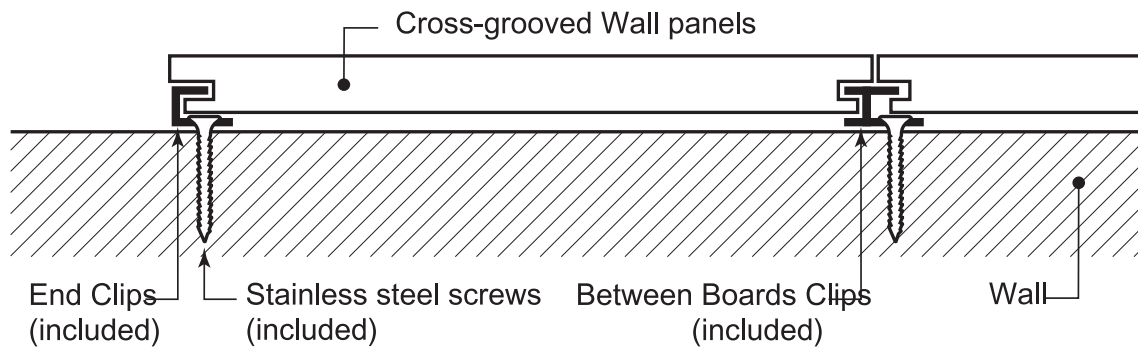 Cross-grooved Wall panels
End Clips
(included)
Stainless steel screws
(included)
Between Boards Clips
(included)
Wall